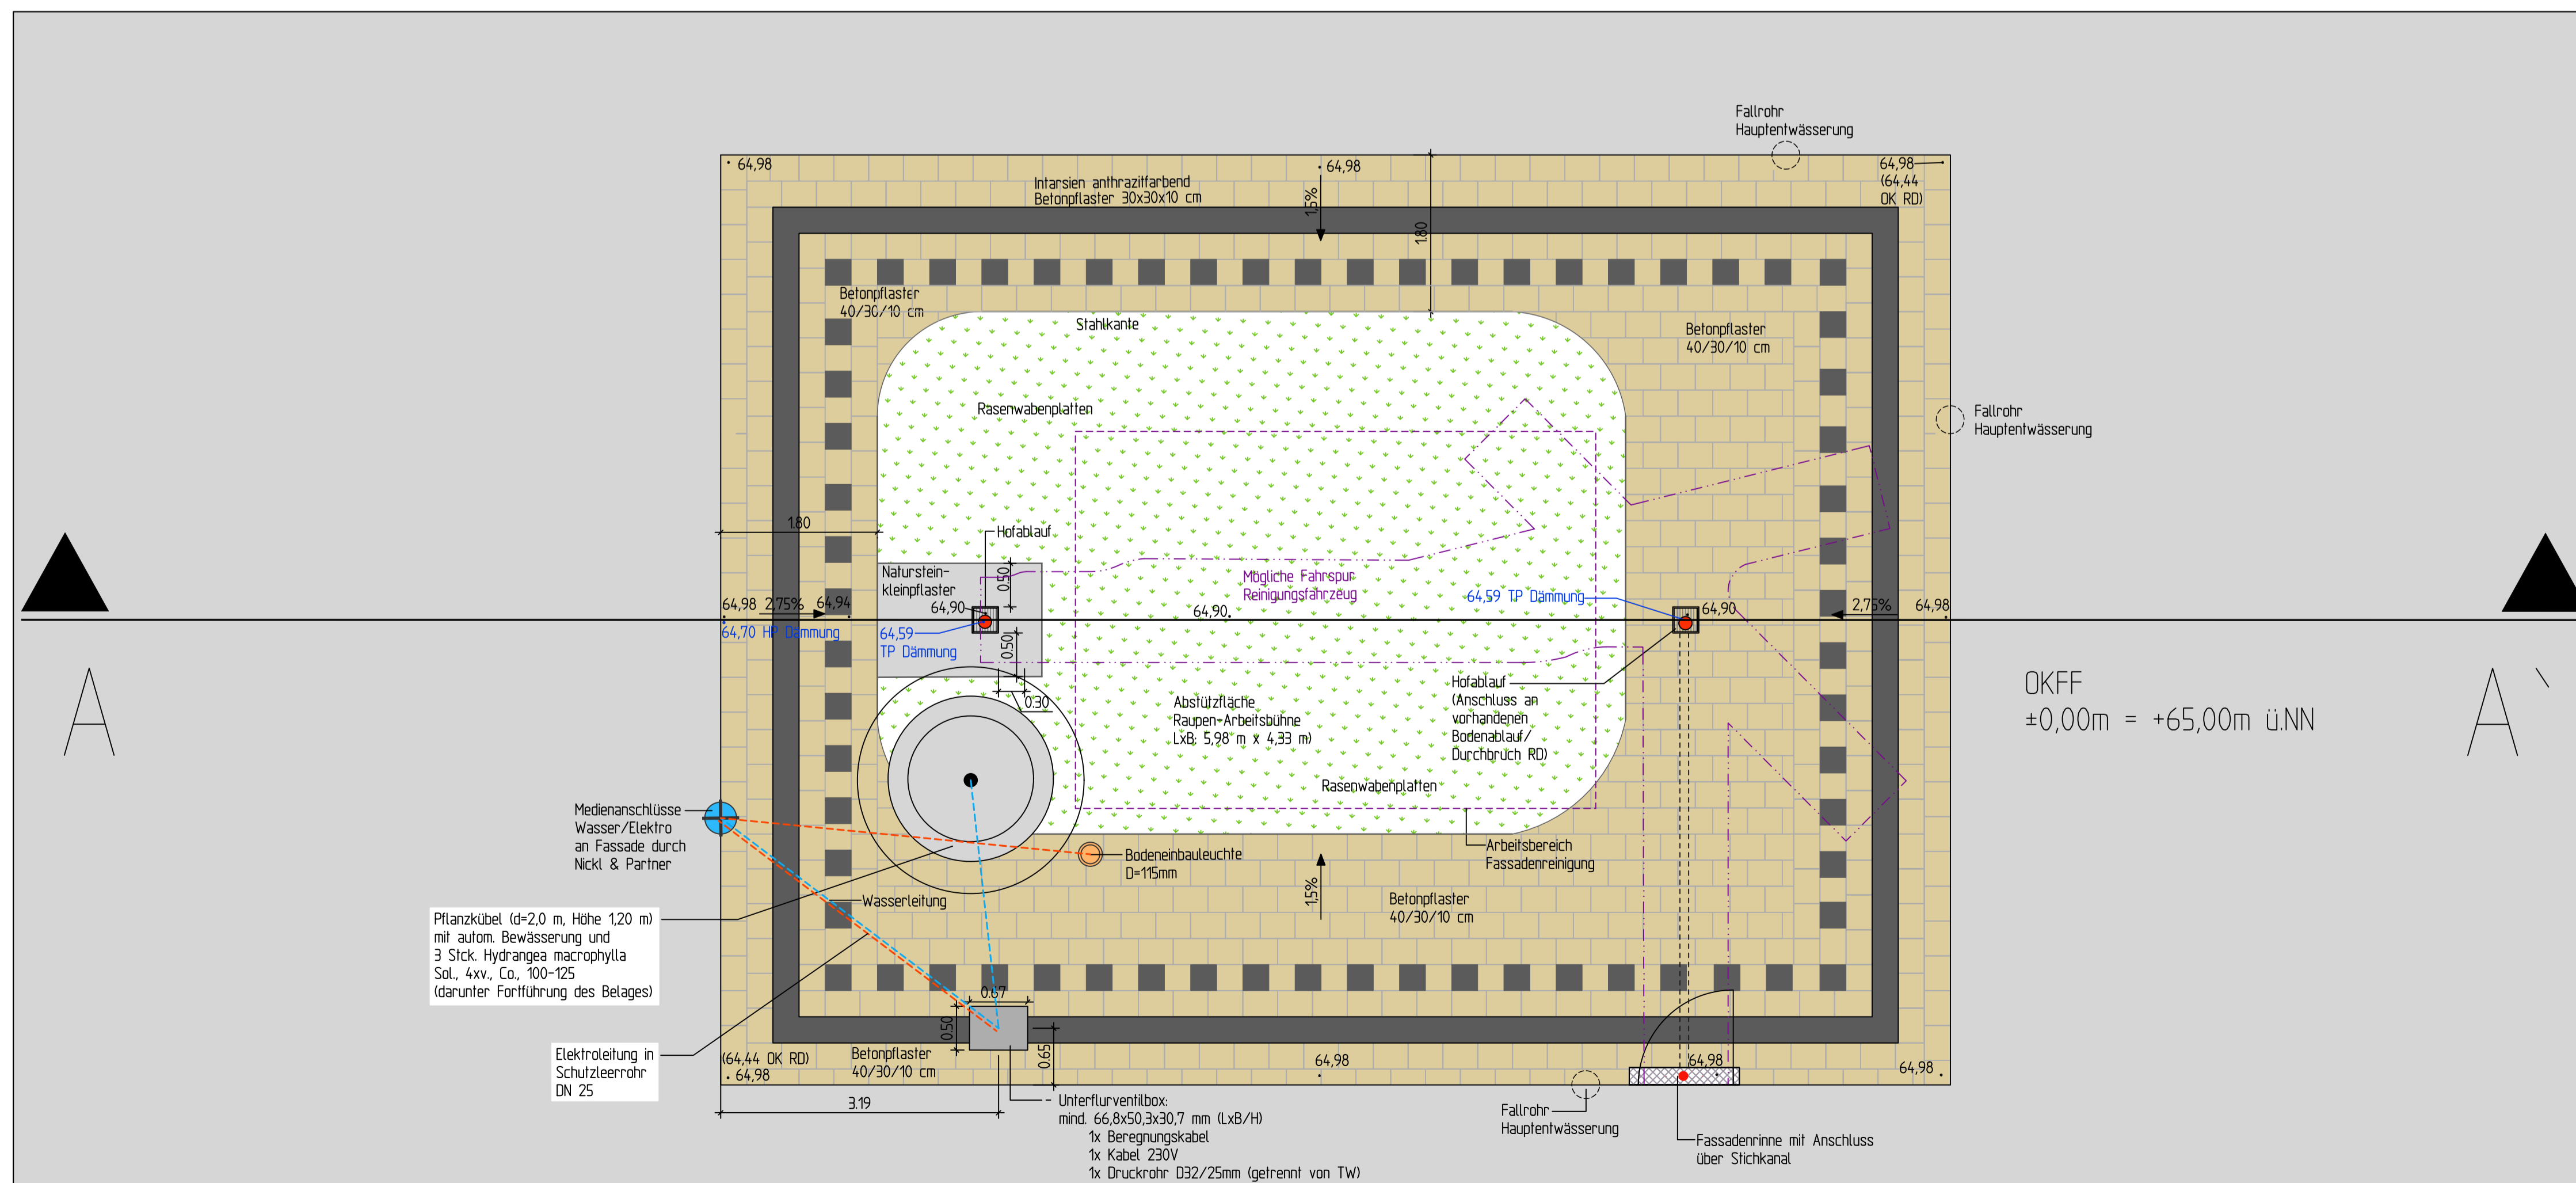 Fallrohr
Hauptentwässerung
64,98
64,98
64,98
(64,44
OK RD)
Intarsien anthrazitfarbend
Betonpflaster 30x30x10 cm
1,5%
1.80
Betonpflaster
40/30/10 cm
Stahlkante
Betonpflaster
40/30/10 cm
Rasenwabenplatten
Fallrohr
Hauptentwässerung
1.80
Hofablauf
Naturstein-
kleinpflaster
0.50
Mögliche Fahrspur
Reinigungsfahrzeug
64,59 TP Dämmung
64,98 2,75% 64,94
64,90
64,90
64,90
2,75% 64,98
64,70 HP Dämmung
64,59
TP Dämmung
0.50
0.30
A
A`
OKFF
±0,00m = +65,00m ü.NN
Hofablauf
(Anschluss an
vorhandenen
Bodenablauf/
Durchbruch RD)
Abstützfläche
Raupen-Arbeitsbühne
LxB: 5,98 m x 4,33 m)
Rasenwabenplatten
Medienanschlüsse
Wasser/Elektro
an Fassade durch
Nickl & Partner
Bodeneinbauleuchte
D=115mm
Arbeitsbereich
Fassadenreinigung
Wasserleitung
1,5%
Betonpflaster
40/30/10 cm
Pflanzkübel (d=2,0 m, Höhe 1,20 m)
mit autom. Bewässerung und
3 Stck. Hydrangea macrophylla
Sol., 4xv., Co., 100-125
(darunter Fortführung des Belages)
0.67
0.50
0.65
Elektroleitung in
Schutzleerrohr
DN 25
(64,44 OK RD)
64,98
Betonpflaster
40/30/10 cm
64,98
64,98
64,98
3.19
Unterflurventilbox:
mind. 66,8x50,3x30,7 mm (LxB/H)
1x Beregnungskabel
1x Kabel 230V
1x Druckrohr D32/25mm (getrennt von TW)
Fallrohr
Hauptentwässerung
Fassadenrinne mit Anschluss
über Stichkanal